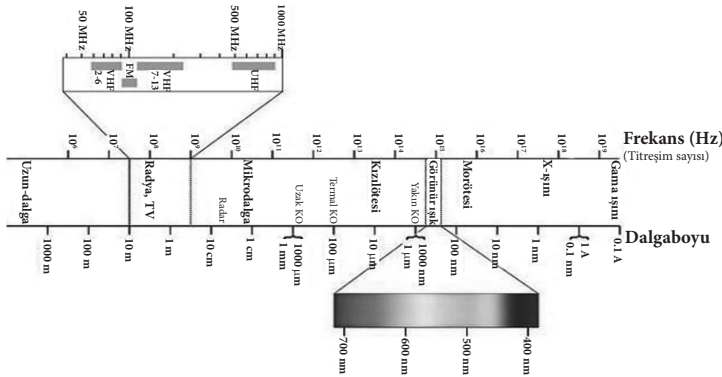 50 MHz
100 MHz
500 MHz
1000 MHz
VHF
2-6
FM
VHF
7-13
UHF
10⁶
10⁷
10⁸
10⁹
10¹⁰
10¹¹
10¹²
10¹³
10¹⁴
10¹⁵
10¹⁶
10¹⁷
10¹⁸
10¹⁹
Frekans (Hz)
(Titreşim sayısı)
Uzun-dalga
Radya, TV
Mikrodalga
Radar
Uzak KO
Termal KO
Kızılötesi
Yakın KO
Görünür ışık
Morötesi
X-ışını
Gama ışını
Dalgaboyu
1000 m
100 m
10 m
1 m
10 cm
1 cm
1 mm
1000 µm
100 µm
10 µm
1 µm
1000 nm
100 nm
10 nm
1 nm
0.1 nm
1 A
0.1 A
700 nm
600 nm
500 nm
400 nm